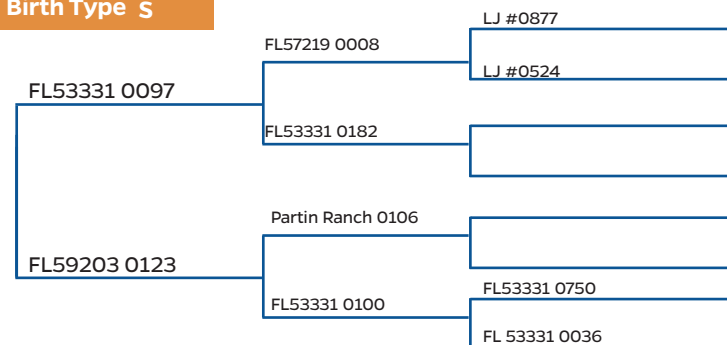 Birth Type S
LJ #0877
FL57219 0008
LJ #0524
FL53331 0097
FL53331 0182
Partin Ranch 0106
FL59203 0123
FL53331 0750
FL53331 0100
FL 53331 0036